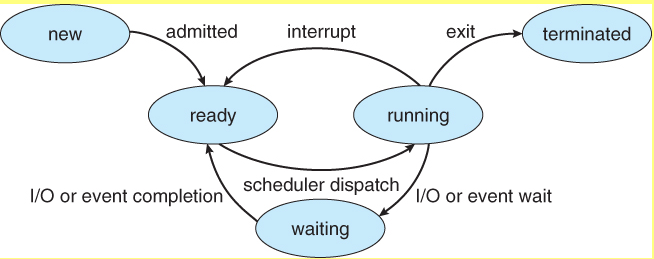 new
admitted
interrupt
exit
terminated
ready
running
I/O or event completion
scheduler dispatch
I/O or event wait
waiting